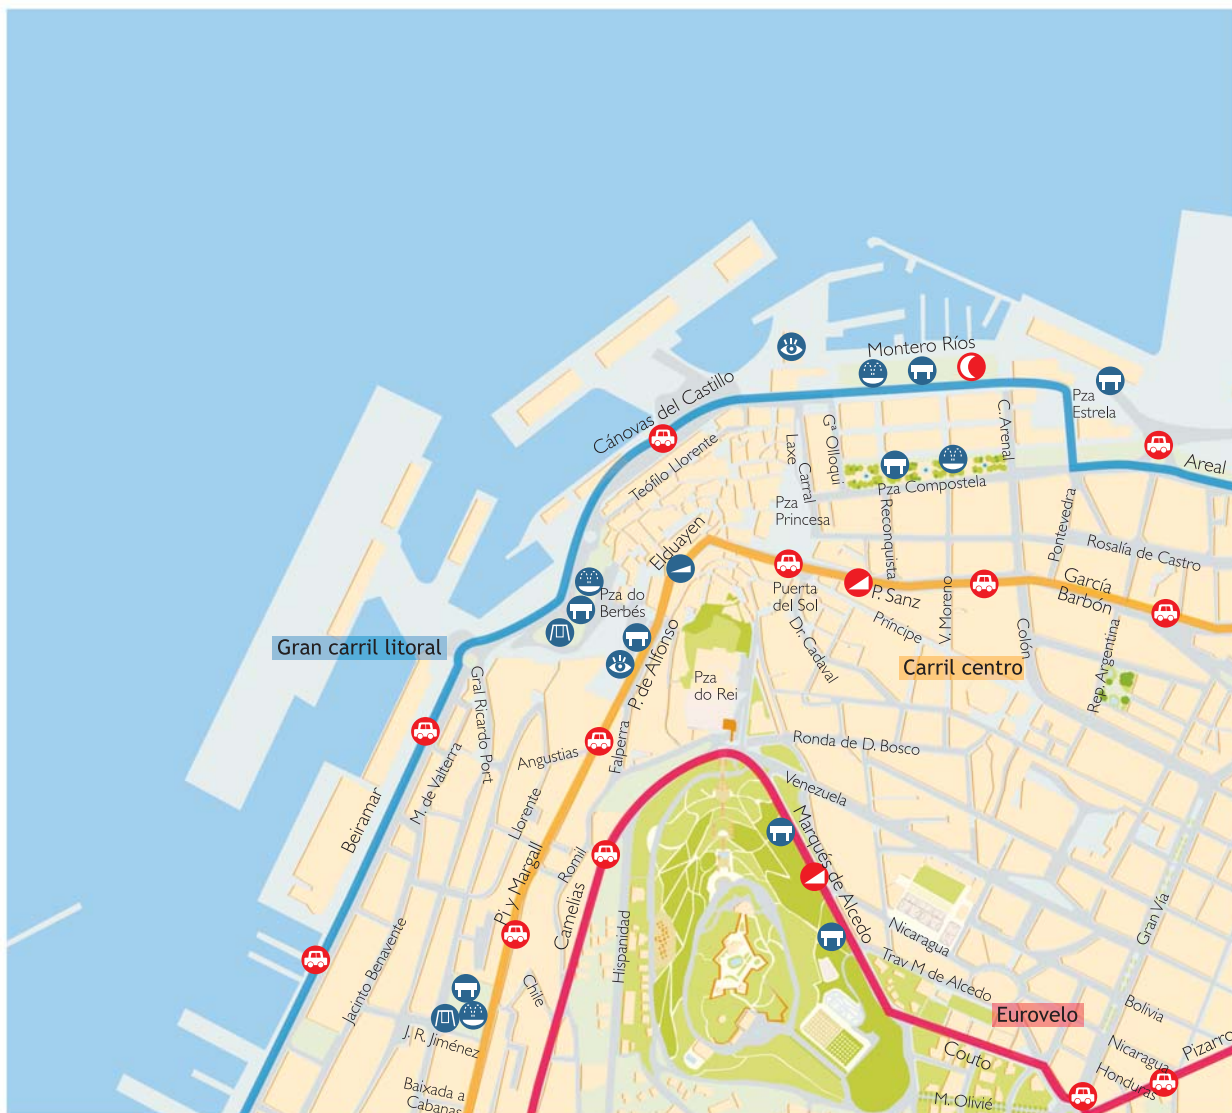 Montero Ríos
Cánovas del Castillo
Pza
Estrela
C. Arenal
Gª Olloqui
Laxe
Carral
Teófilo Llorente
Areal
Pza Compostela
Pza
Princesa
Reconquista
Pontevedra
Rosalía de Castro
Elduayen
García
Barbón
Puerta
del Sol
P. Sanz
Pza do
Berbés
Príncipe
V. Moreno
Colón
Dr. Cadaval
Rep. Argentina
Gran carril litoral
Carril centro
P. de Alfonso
Pza
do Rei
Gral Ricardo Port
Falperra
Angustias
M. de Valterra
Ronda de D. Bosco
Venezuela
Llorente
Beiramar
Marqués de Alcedo
Romil
Pi y Margall
Camelias
Hispanidad
Nicaragua
Gran Vía
Jacinto Benavente
Trav M de Alcedo
Chile
Eurovelo
Bolivia
J. R. Jiménez
Couto
Nicaragua
Pizarro
Honduras
Baixada a
Cabanas
M. Olivié